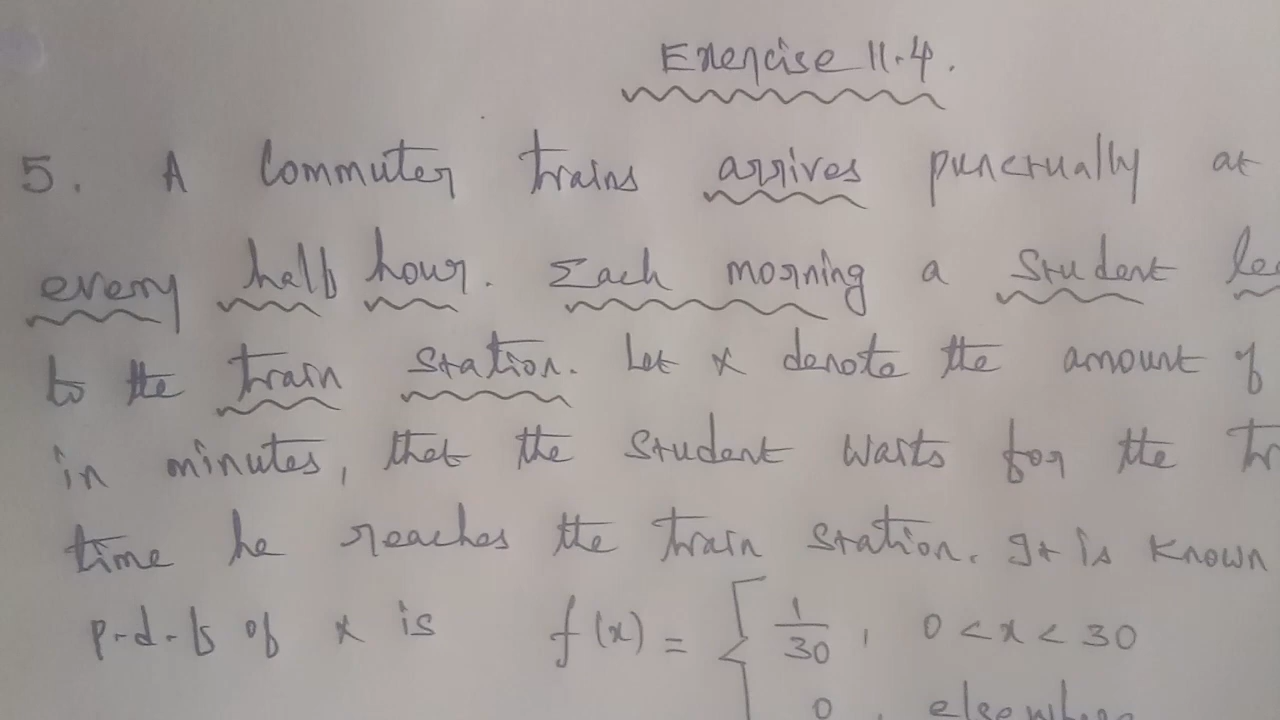 Exercise 11.4.
5. A Commuter trains arrives punctually at
every half hour. Each morning a student
to the train station. Let x denote the amount of
in minutes, that the student waits for the
time he reaches the train station. It is known
p.d.f of x is f(x) = { 1/30 , 0 < x < 30
0 , elsewhere